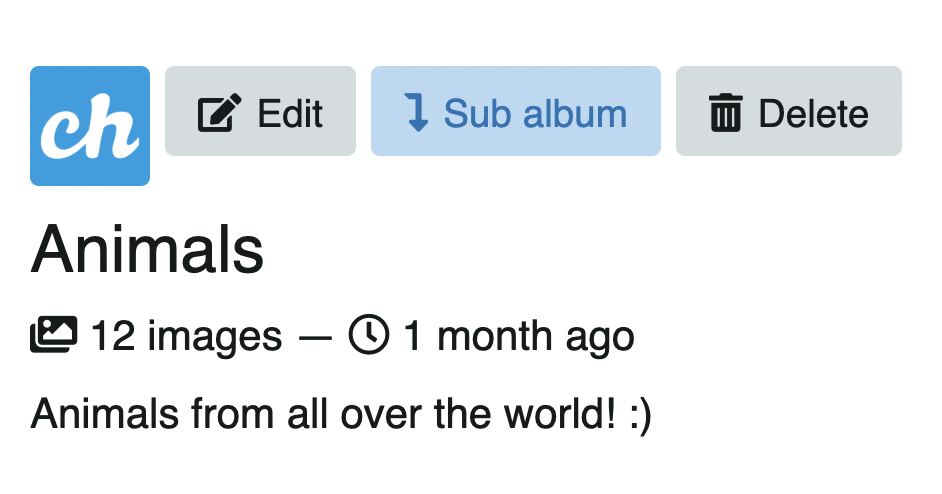 ch Edit Sub album Delete
Animals
12 images — 1 month ago
Animals from all over the world! :)